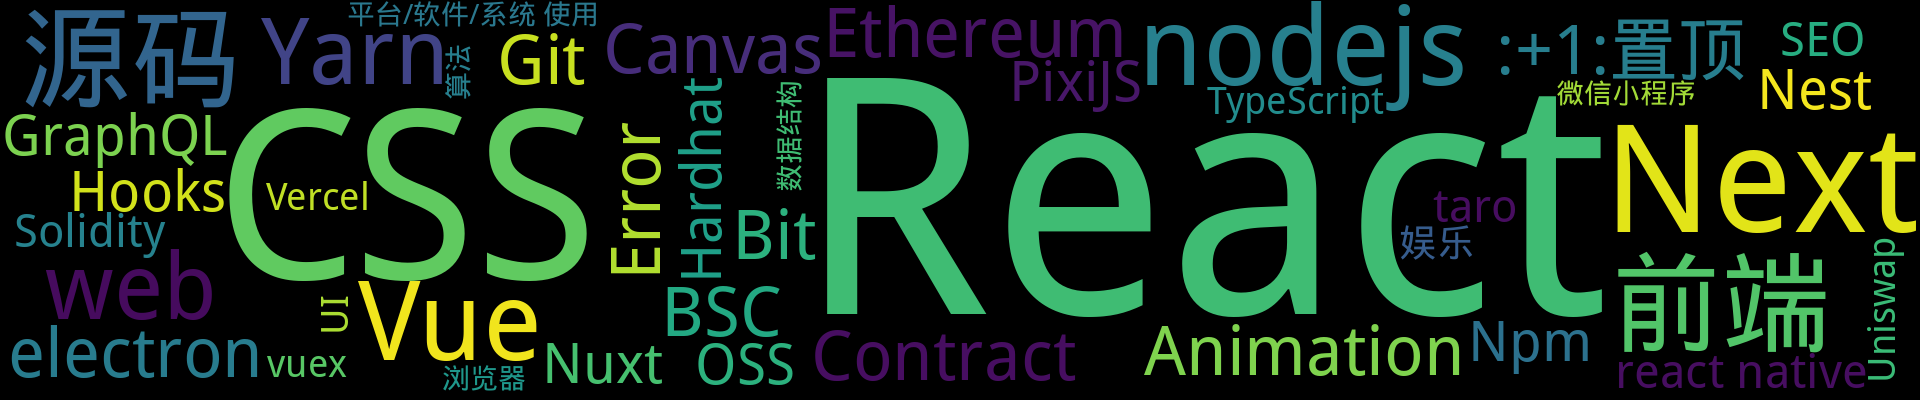 源码
Yarn
平台/软件/系统 使用
算法
Git
Canvas
Ethereum
PixiJS
nodejs
TypeScript
:+1:置顶
微信小程序
SEO
Nest
GraphQL
Hooks
Vercel
CSS
Error
Hardhat
数据结构
Bit
React
taro
娱乐
Next
Solidity
web
electron
UI
vuex
Vue
浏览器
Nuxt
BSC
OSS
Contract
Animation
Npm
前端
react native
Uniswap